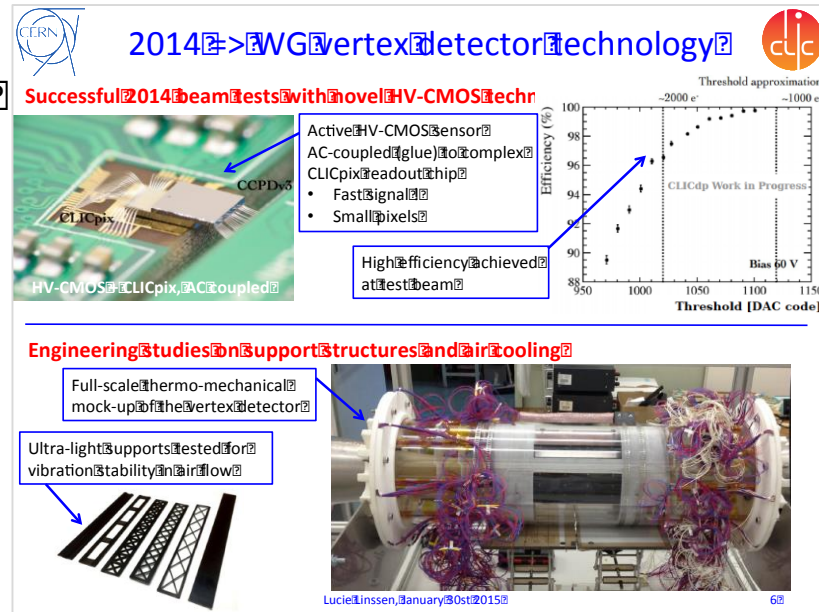 CERN
clic
2014 => WG vertex detector technology
Successful 2014 beam tests with novel HV-CMOS techn
Active HV-CMOS sensor
AC-coupled (glue) to complex
CLICpix readout chip
• Fast signal
• Small pixels
CCPDv3
CLICpix
HV-CMOS + CLICpix, AC coupled
High efficiency achieved
at test beam
Threshold approximation
~2000 e⁻
~1000 e⁻
Efficiency (%)
100
98
96
94
92
90
88
CLICdp Work in Progress
Bias 60 V
950
1000
1050
1100
1150
Threshold [DAC code]
Engineering studies on support structures and air cooling
Full-scale thermo-mechanical
mock-up of the vertex detector
Ultra-light supports tested for
vibration stability in air flow
Lucie Linssen, January 30st 2015
6